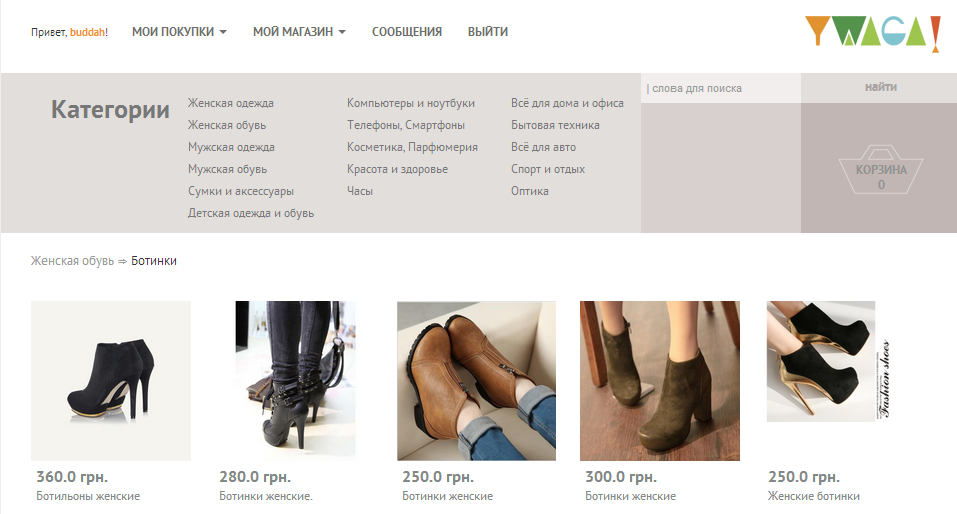 Привет, buddah!
МОИ ПОКУПКИ
МОЙ МАГАЗИН
СООБЩЕНИЯ
ВЫЙТИ
YWAGA!
Категории
Женская одежда
Женская обувь
Мужская одежда
Мужская обувь
Сумки и аксессуары
Детская одежда и обувь
Компьютеры и ноутбуки
Телефоны, Смартфоны
Косметика, Парфюмерия
Красота и здоровье
Часы
Всё для дома и офиса
Бытовая техника
Всё для авто
Спорт и отдых
Оптика
| слова для поиска
найти
КОРЗИНА
0
Женская обувь ⇒ Ботинки
Fashion shoes
360.0 грн.
Ботильоны женские
280.0 грн.
Ботинки женские.
250.0 грн.
Ботинки женские
300.0 грн.
Ботинки женские
250.0 грн.
Женские ботинки